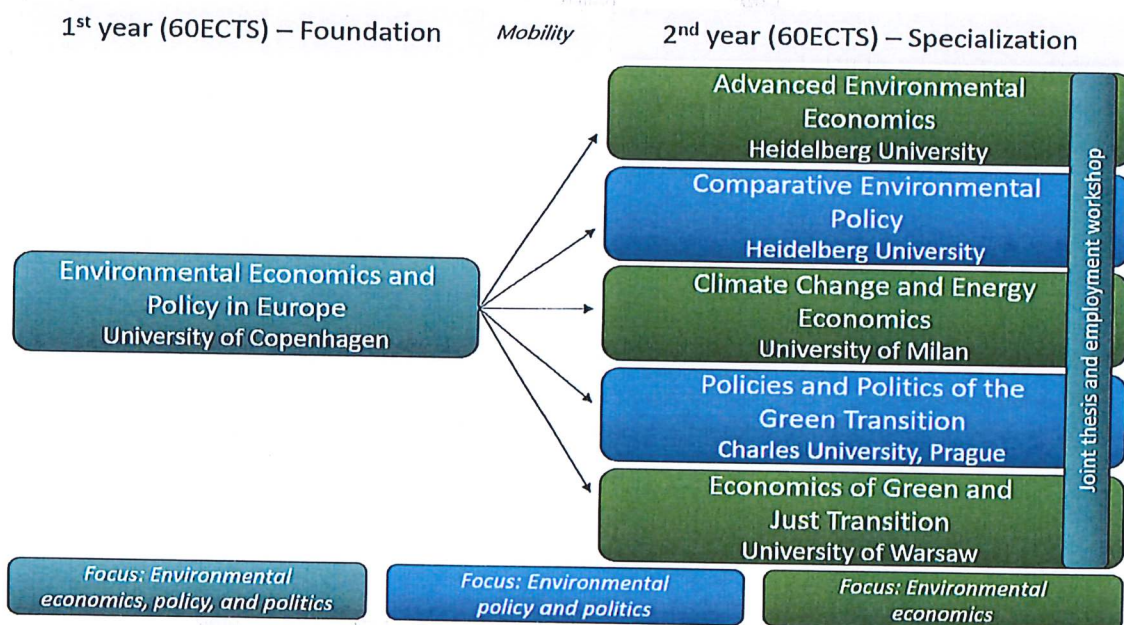 1st year (60ECTS) – Foundation
Mobility
2nd year (60ECTS) – Specialization
Environmental Economics and
Policy in Europe
University of Copenhagen
Advanced Environmental
Economics
Heidelberg University
Comparative Environmental
Policy
Heidelberg University
Climate Change and Energy
Economics
University of Milan
Policies and Politics of the
Green Transition
Charles University, Prague
Economics of Green and
Just Transition
University of Warsaw
Joint thesis and employment workshop
Focus: Environmental
economics, policy, and politics
Focus: Environmental
policy and politics
Focus: Environmental
economics